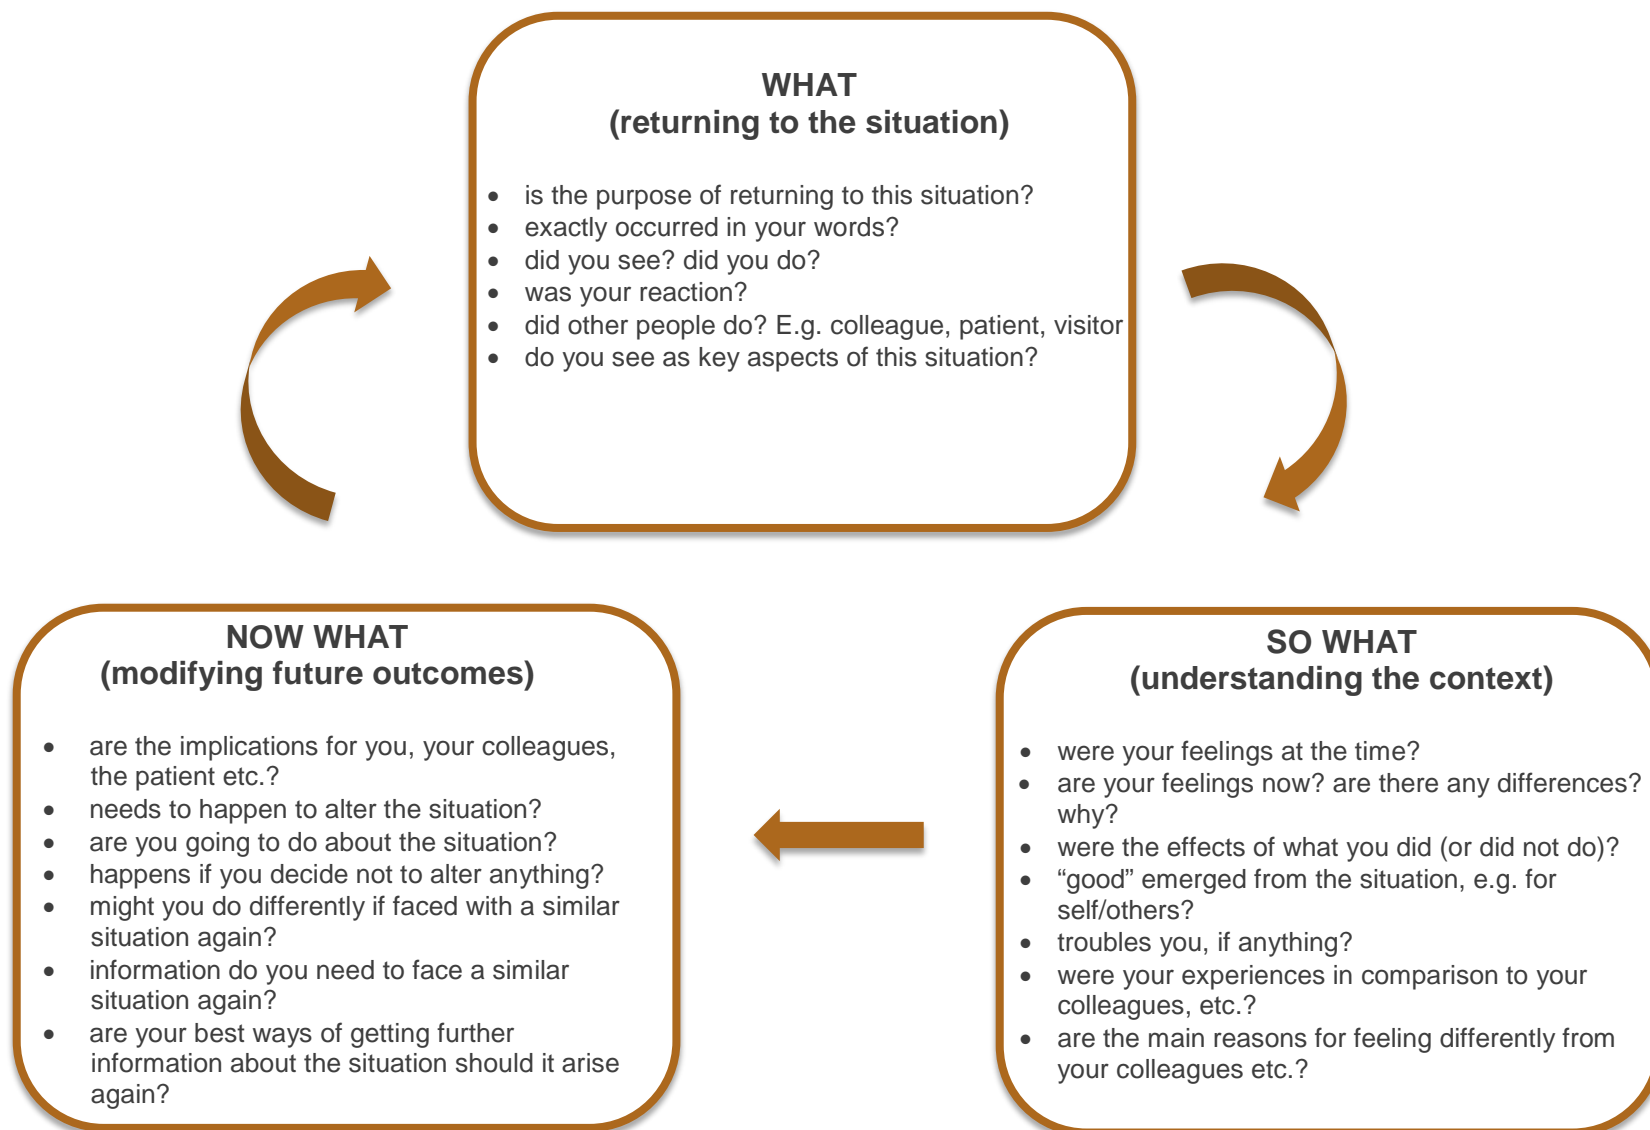 WHAT
(returning to the situation)
• is the purpose of returning to this situation?
• exactly occurred in your words?
• did you see? did you do?
• was your reaction?
• did other people do? E.g. colleague, patient, visitor
• do you see as key aspects of this situation?
NOW WHAT
(modifying future outcomes)
• are the implications for you, your colleagues,
the patient etc.?
• needs to happen to alter the situation?
• are you going to do about the situation?
• happens if you decide not to alter anything?
• might you do differently if faced with a similar
situation again?
• information do you need to face a similar
situation again?
• are your best ways of getting further
information about the situation should it arise
again?
SO WHAT
(understanding the context)
• were your feelings at the time?
• are your feelings now? are there any differences?
why?
• were the effects of what you did (or did not do)?
• “good” emerged from the situation, e.g. for
self/others?
• troubles you, if anything?
• were your experiences in comparison to your
colleagues, etc.?
• are the main reasons for feeling differently from
your colleagues etc.?